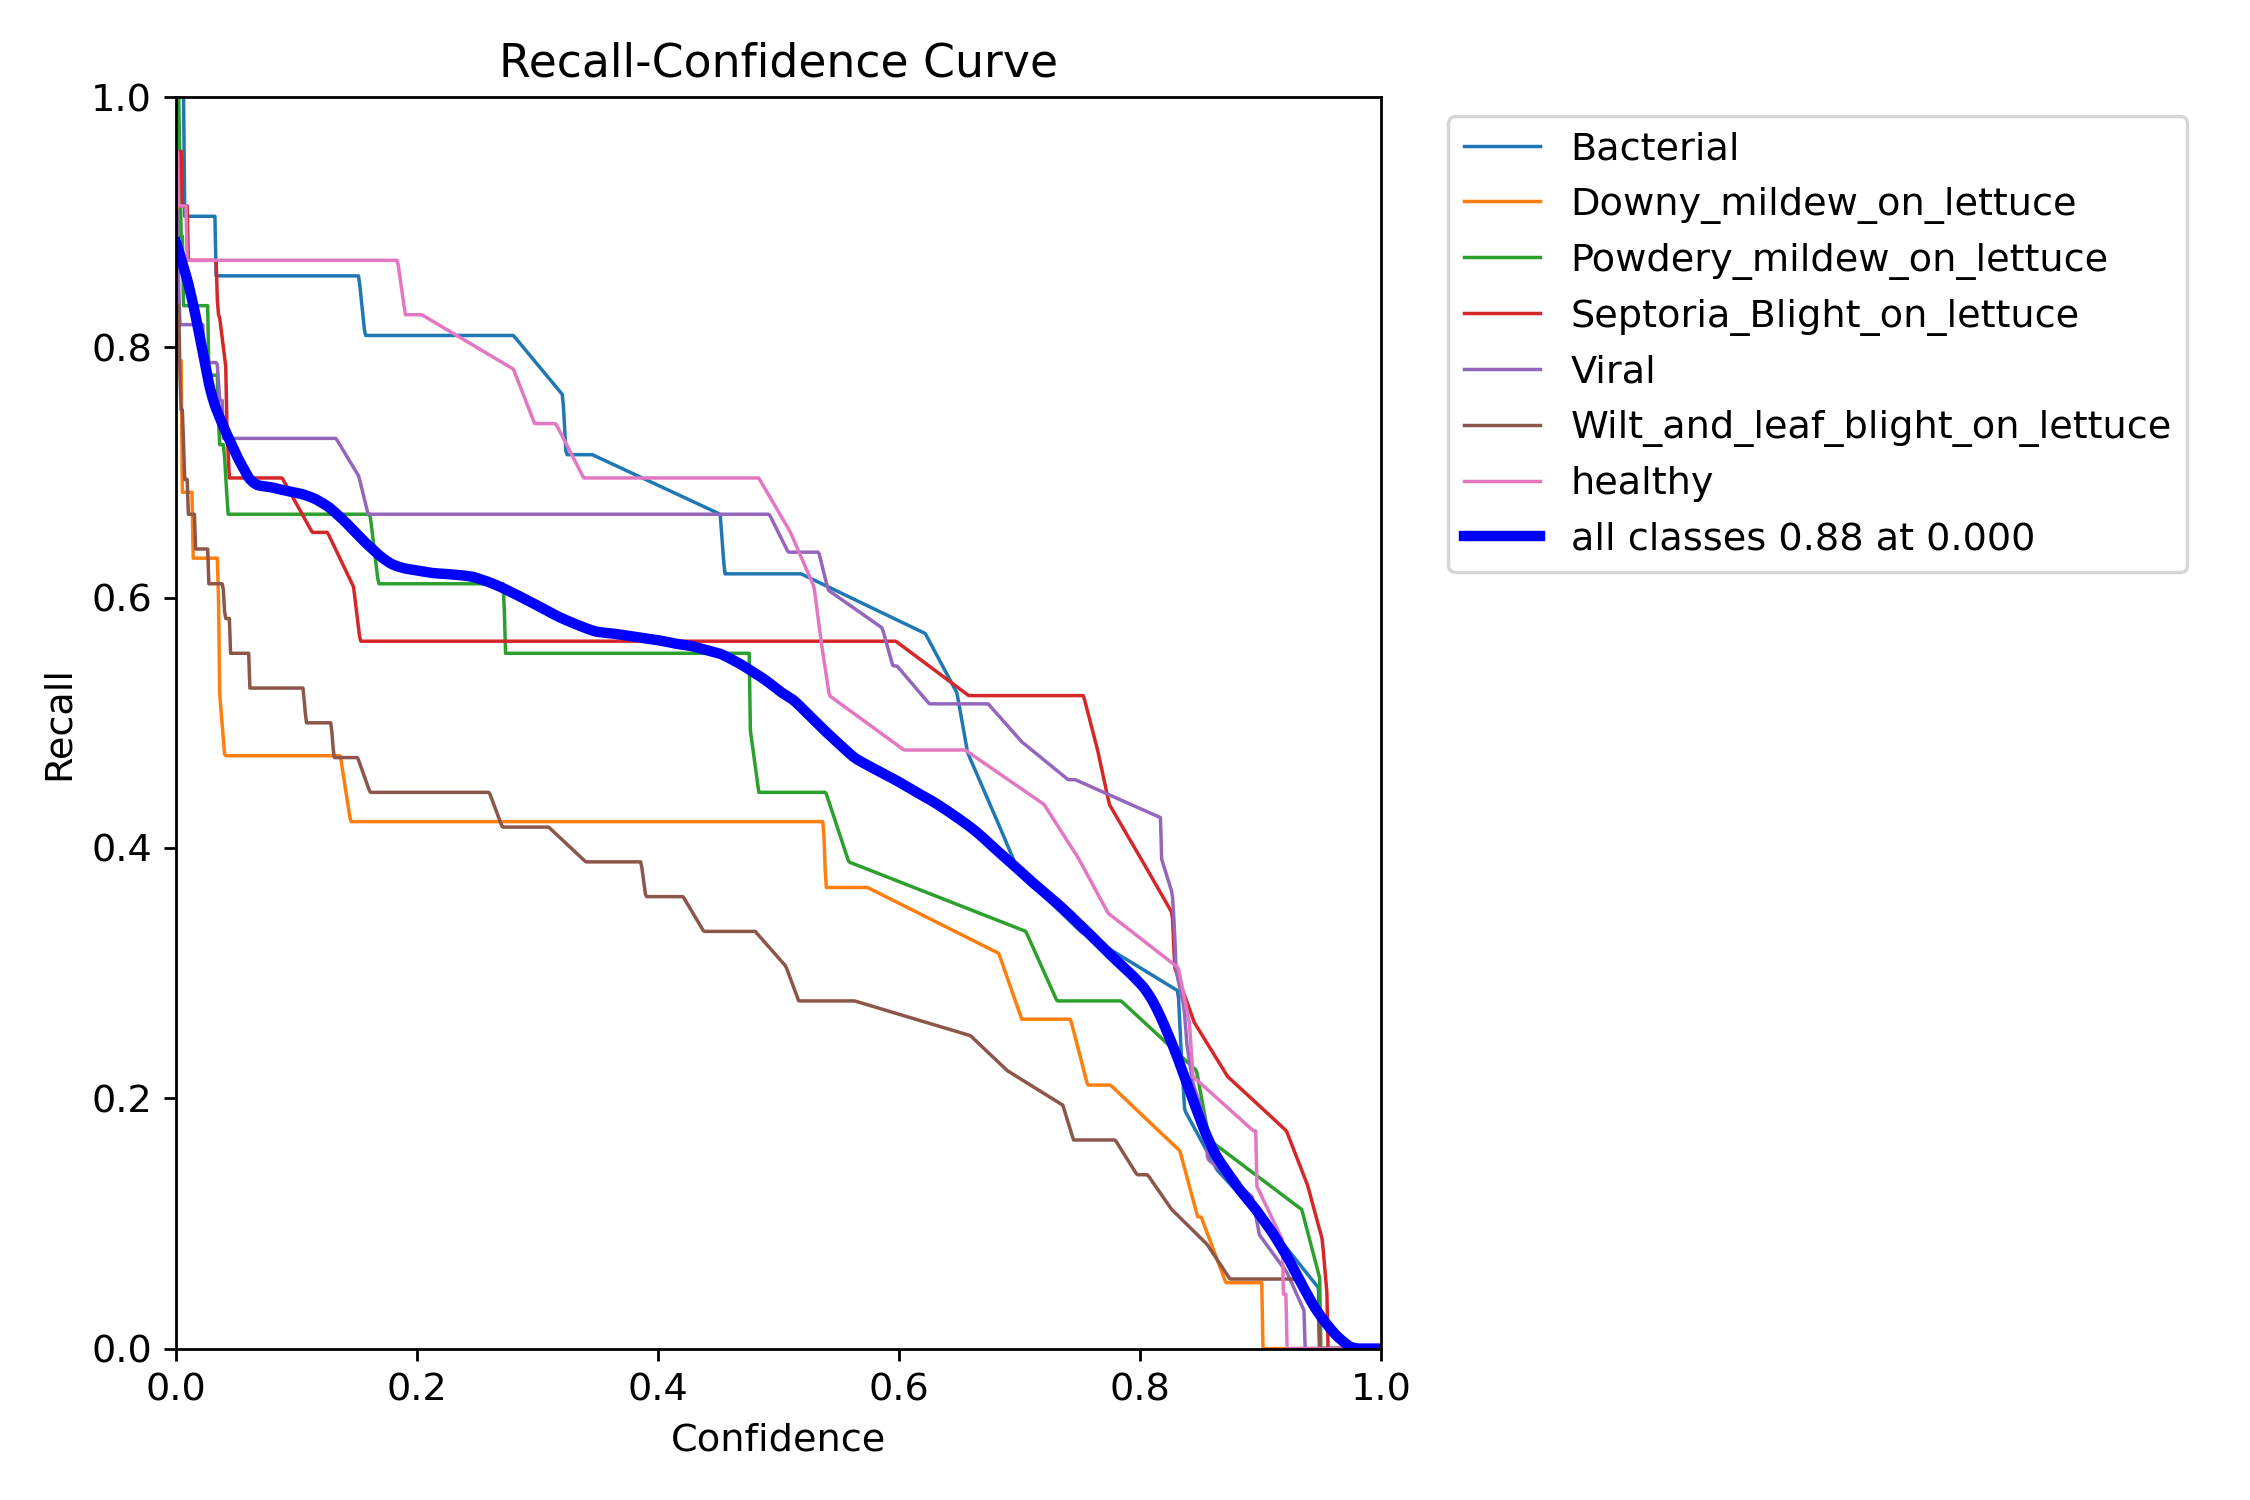 Recall-Confidence Curve
1.0
0.8
0.6
0.4
0.2
0.0
Recall
0.0 0.2 0.4 0.6 0.8 1.0
Confidence
Bacterial
Downy_mildew_on_lettuce
Powdery_mildew_on_lettuce
Septoria_Blight_on_lettuce
Viral
Wilt_and_leaf_blight_on_lettuce
healthy
all classes 0.88 at 0.000